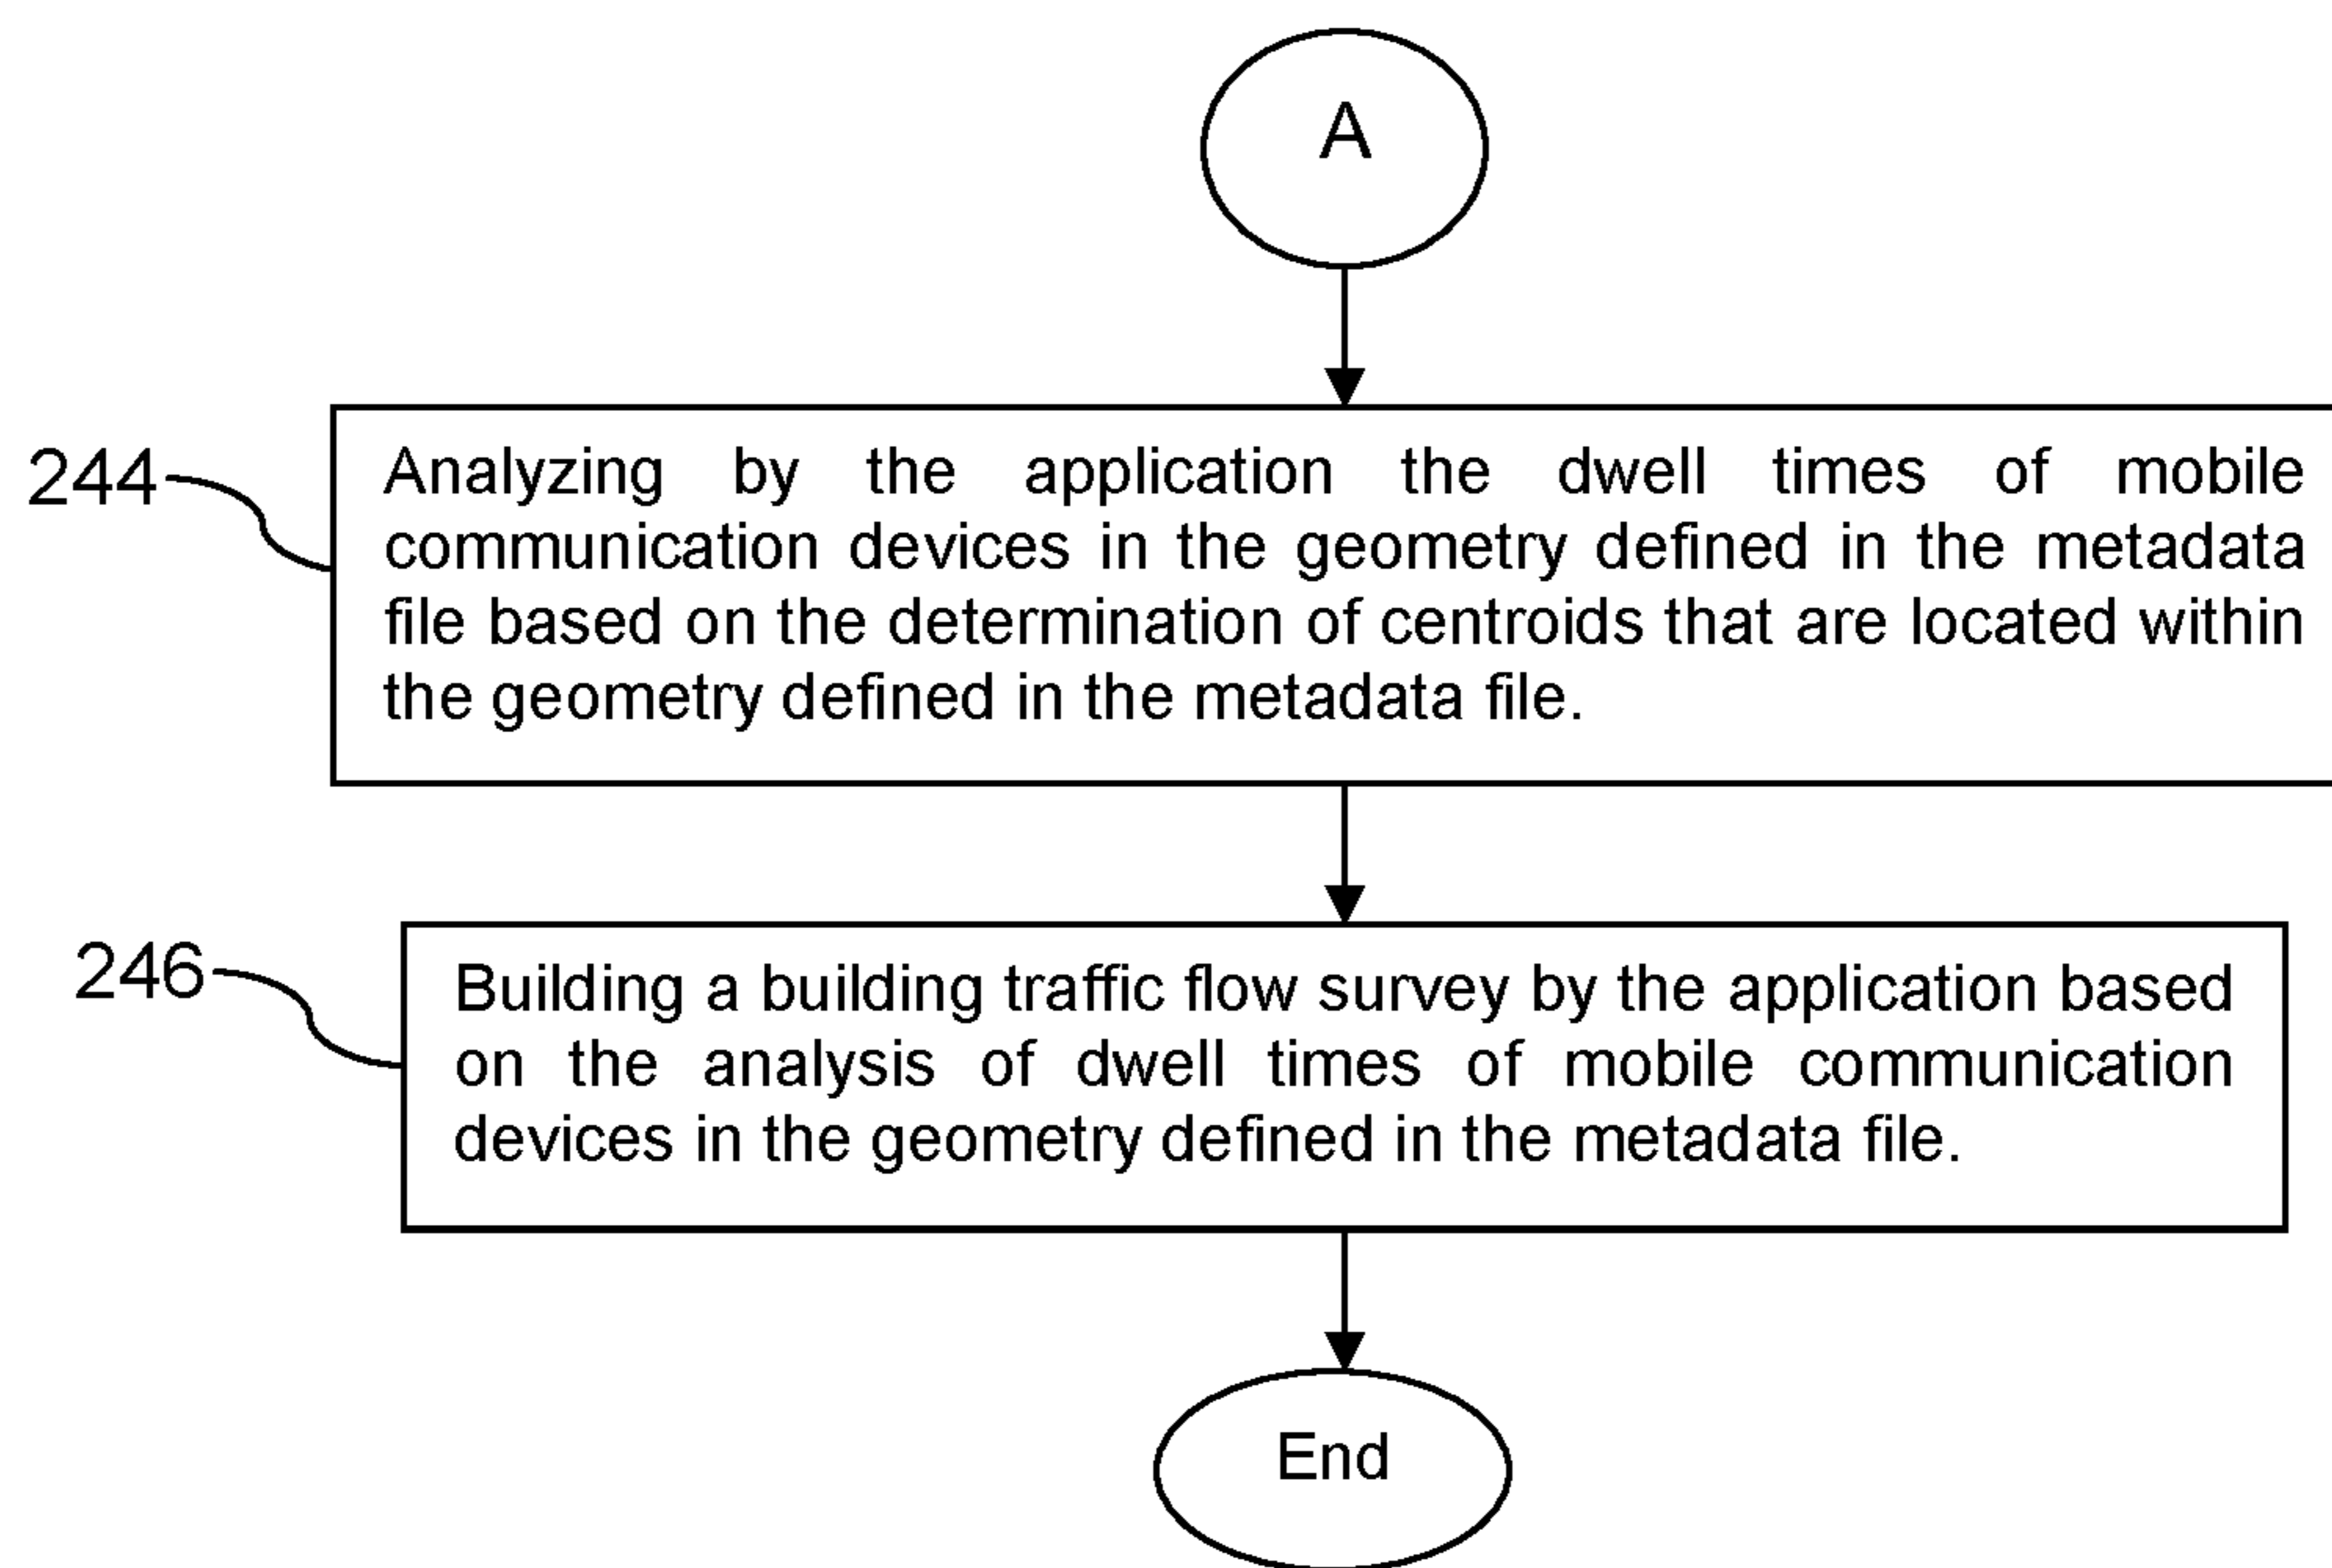 A
244
Analyzing by the application the dwell times of mobile
communication devices in the geometry defined in the metadata
file based on the determination of centroids that are located within
the geometry defined in the metadata file.
246
Building a building traffic flow survey by the application based
on the analysis of dwell times of mobile communication
devices in the geometry defined in the metadata file.
End